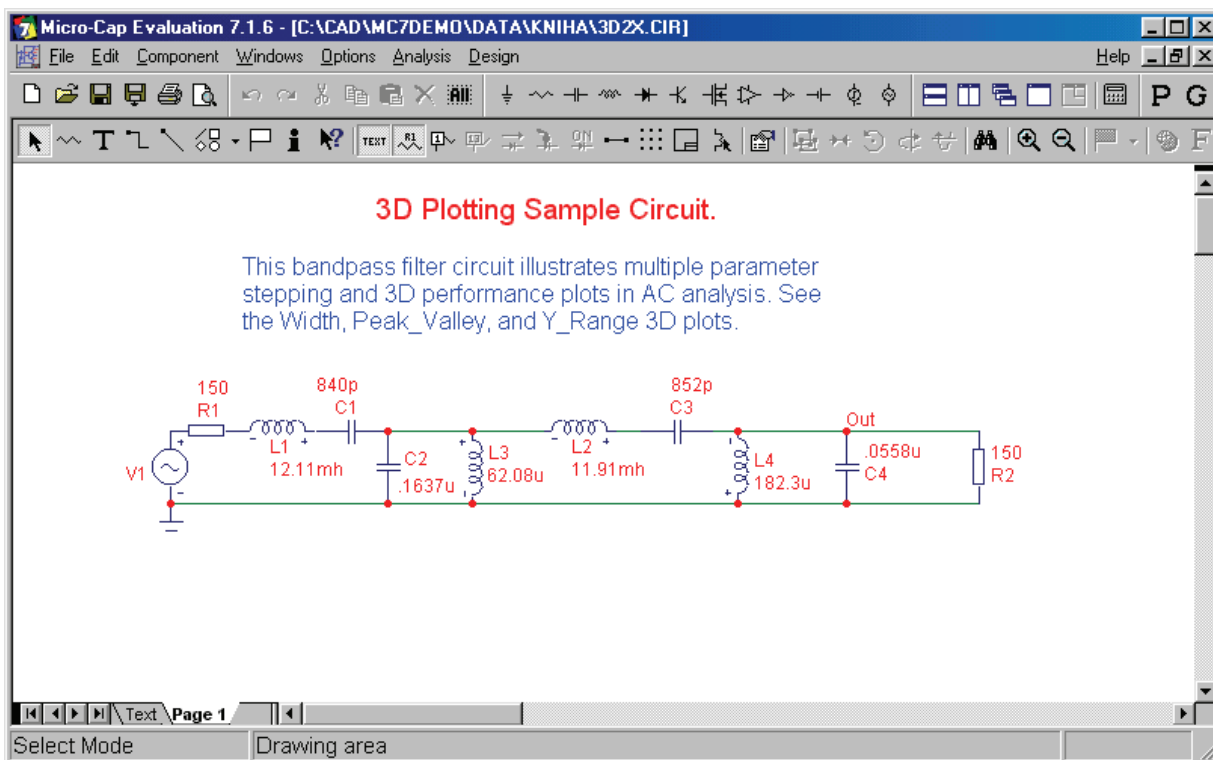 Micro-Cap Evaluation 7.1.6 - [C:\CAD\MC7DEMO\DATA\KNIHA\3D2X.CIR]
File Edit Component Windows Options Analysis Design Help
P G
T TEXT R1 ON F
3D Plotting Sample Circuit.
This bandpass filter circuit illustrates multiple parameter
stepping and 3D performance plots in AC analysis. See
the Width, Peak_Valley, and Y_Range 3D plots.
150
R1
840p
C1
852p
C3
Out
V1
L1
12.11mh
C2
.1637u
L3
62.08u
L2
11.91mh
L4
182.3u
.0558u
C4
150
R2
Text Page 1
Select Mode Drawing area